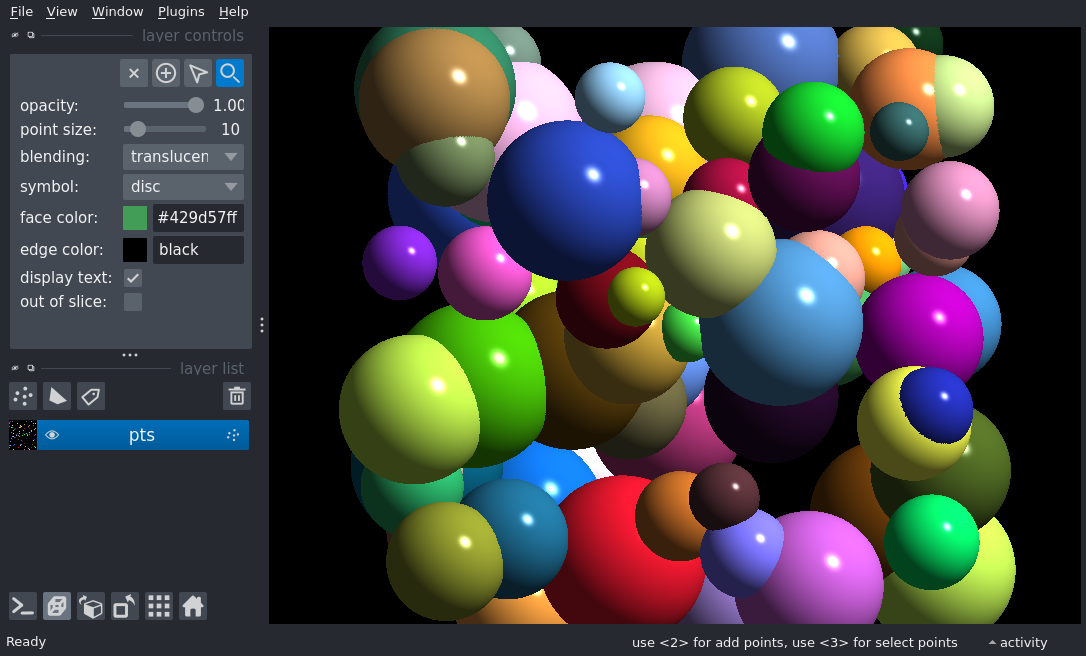 File View Window Plugins Help
layer controls
opacity: 1.00
point size: 10
blending: translucen
symbol: disc
face color: #429d57ff
edge color: black
display text:
out of slice:
layer list
pts
Ready use <2> for add points, use <3> for select points activity